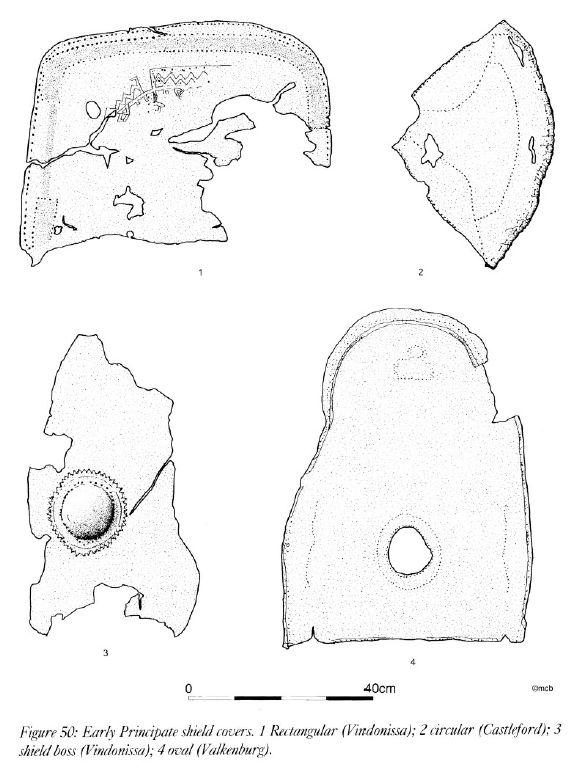 1
2
3
4
0 40cm
©mcb
Figure 50: Early Principate shield covers. 1 Rectangular (Vindonissa); 2 circular (Castleford); 3
shield boss (Vindonissa); 4 oval (Valkenburg).